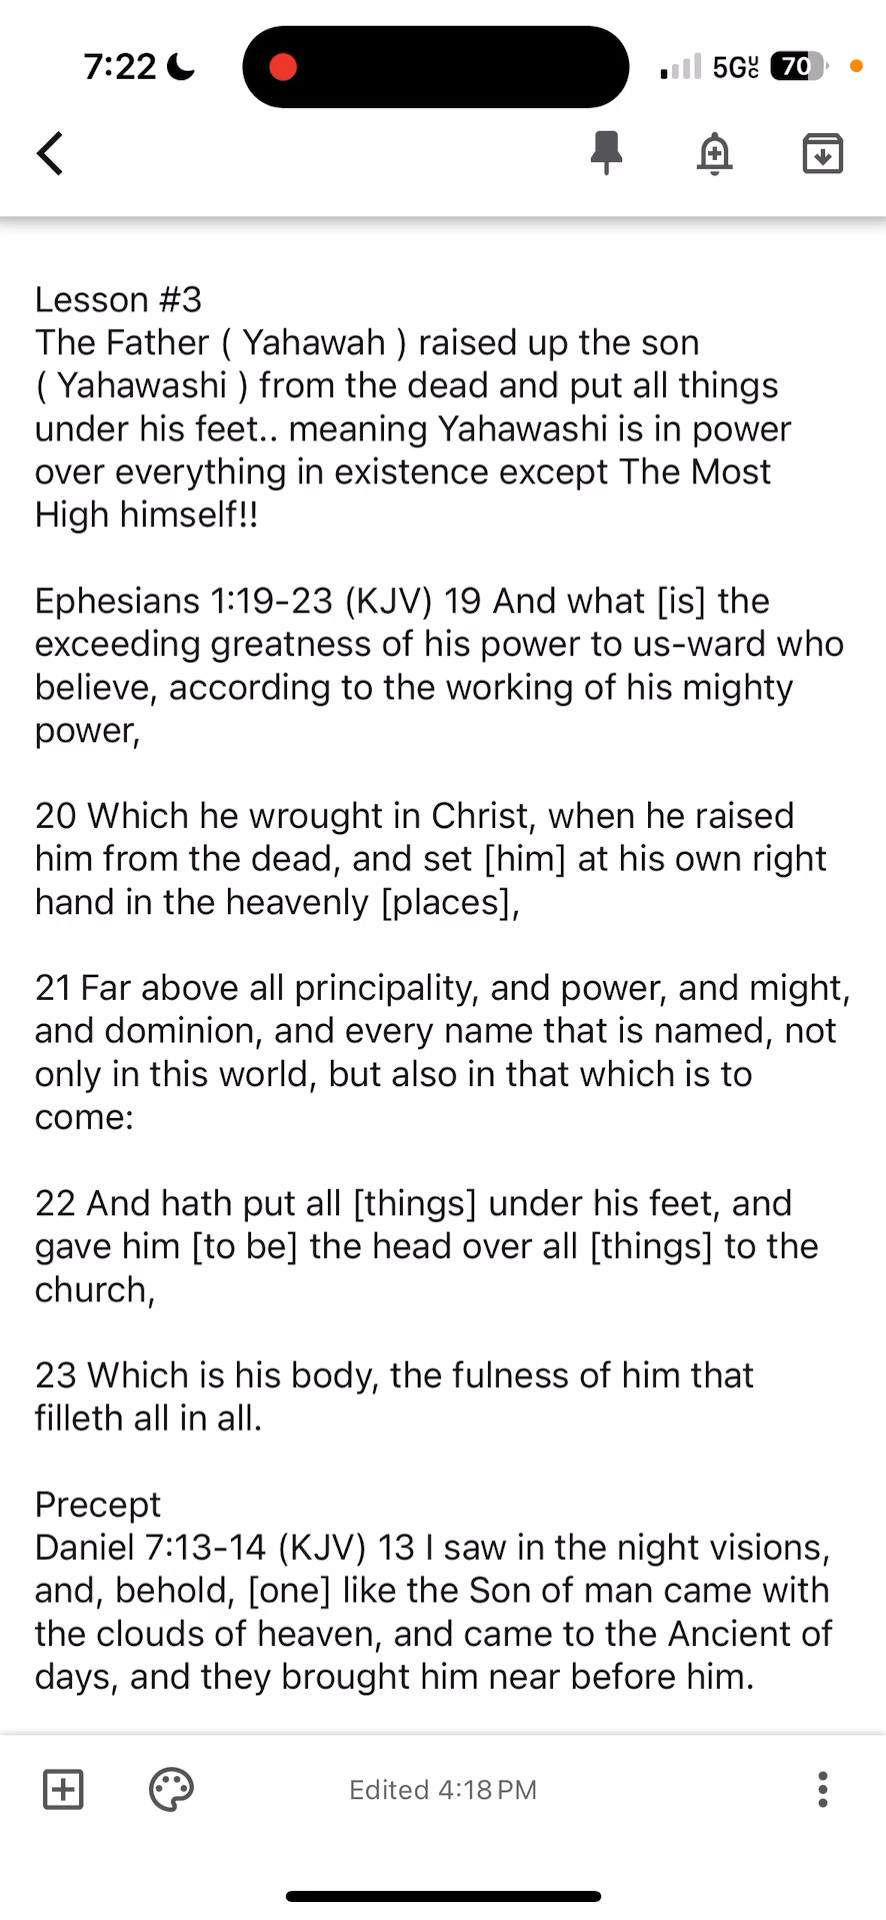 7:22
5GUC 70
Lesson #3
The Father ( Yahawah ) raised up the son
( Yahawashi ) from the dead and put all things
under his feet.. meaning Yahawashi is in power
over everything in existence except The Most
High himself!!
Ephesians 1:19-23 (KJV) 19 And what [is] the
exceeding greatness of his power to us-ward who
believe, according to the working of his mighty
power,
20 Which he wrought in Christ, when he raised
him from the dead, and set [him] at his own right
hand in the heavenly [places],
21 Far above all principality, and power, and might,
and dominion, and every name that is named, not
only in this world, but also in that which is to
come:
22 And hath put all [things] under his feet, and
gave him [to be] the head over all [things] to the
church,
23 Which is his body, the fulness of him that
filleth all in all.
Precept
Daniel 7:13-14 (KJV) 13 I saw in the night visions,
and, behold, [one] like the Son of man came with
the clouds of heaven, and came to the Ancient of
days, and they brought him near before him.
Edited 4:18 PM